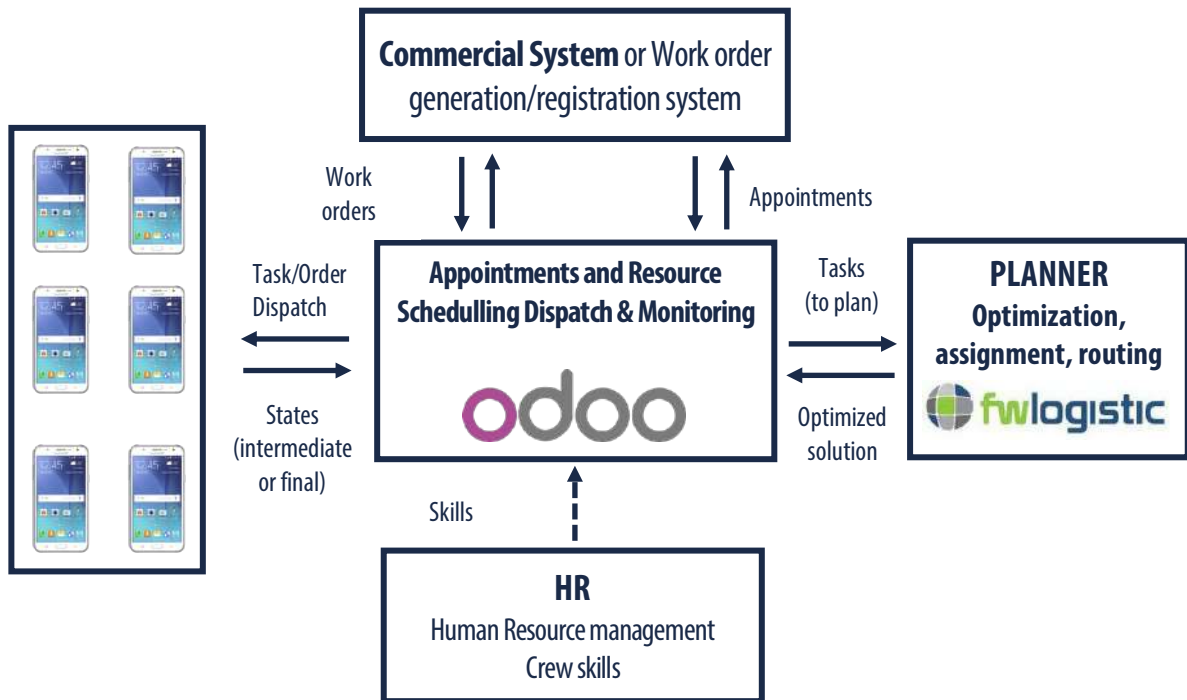 Commercial System or Work order
generation/registration system
Work
orders
Appointments
Task/Order
Dispatch
States
(intermediate
or final)
Appointments and Resource
Schedulling Dispatch & Monitoring
odoo
Tasks
(to plan)
Optimized
solution
PLANNER
Optimization,
assignment, routing
fwlogistic
Skills
HR
Human Resource management
Crew skills